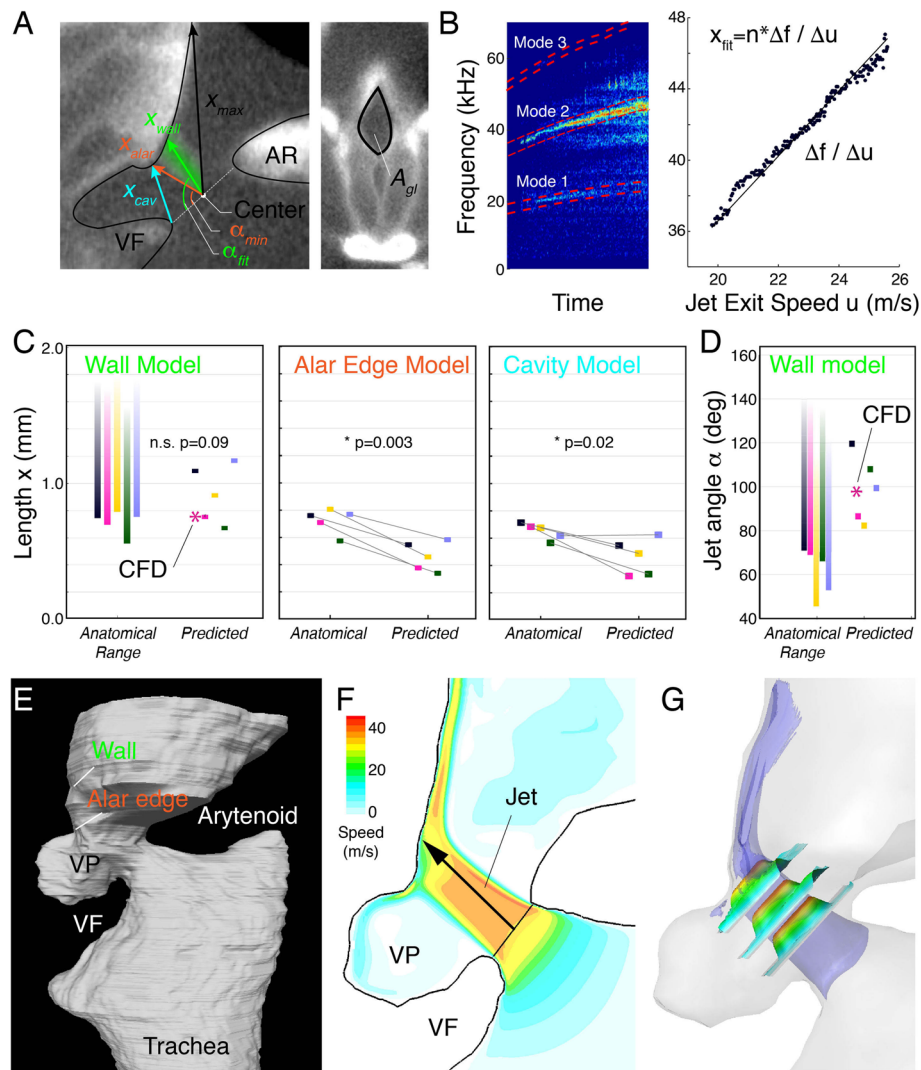 A
x_max
x_wall
x_alar
x_cav
AR
Center
VF
α_min
α_fit
A_gl
B
Frequency (kHz)
60
40
20
0
Mode 3
Mode 2
Mode 1
Time
48
44
40
36
x_fit=n*Δf / Δu
Δf / Δu
20 22 24 26
Jet Exit Speed u (m/s)
C
Length x (mm)
2.0
1.0
0.0
Wall Model
n.s. p=0.09
CFD
Anatomical Range
Predicted
Alar Edge Model
* p=0.003
Anatomical Predicted
Cavity Model
* p=0.02
Anatomical Predicted
D
Jet angle α (deg)
160
140
120
100
80
60
40
Wall model
CFD
Anatomical Range
Predicted
E
Wall
Alar edge
Arytenoid
VP
VF
Trachea
F
40
20
0
Speed
(m/s)
Jet
VP
VF
G